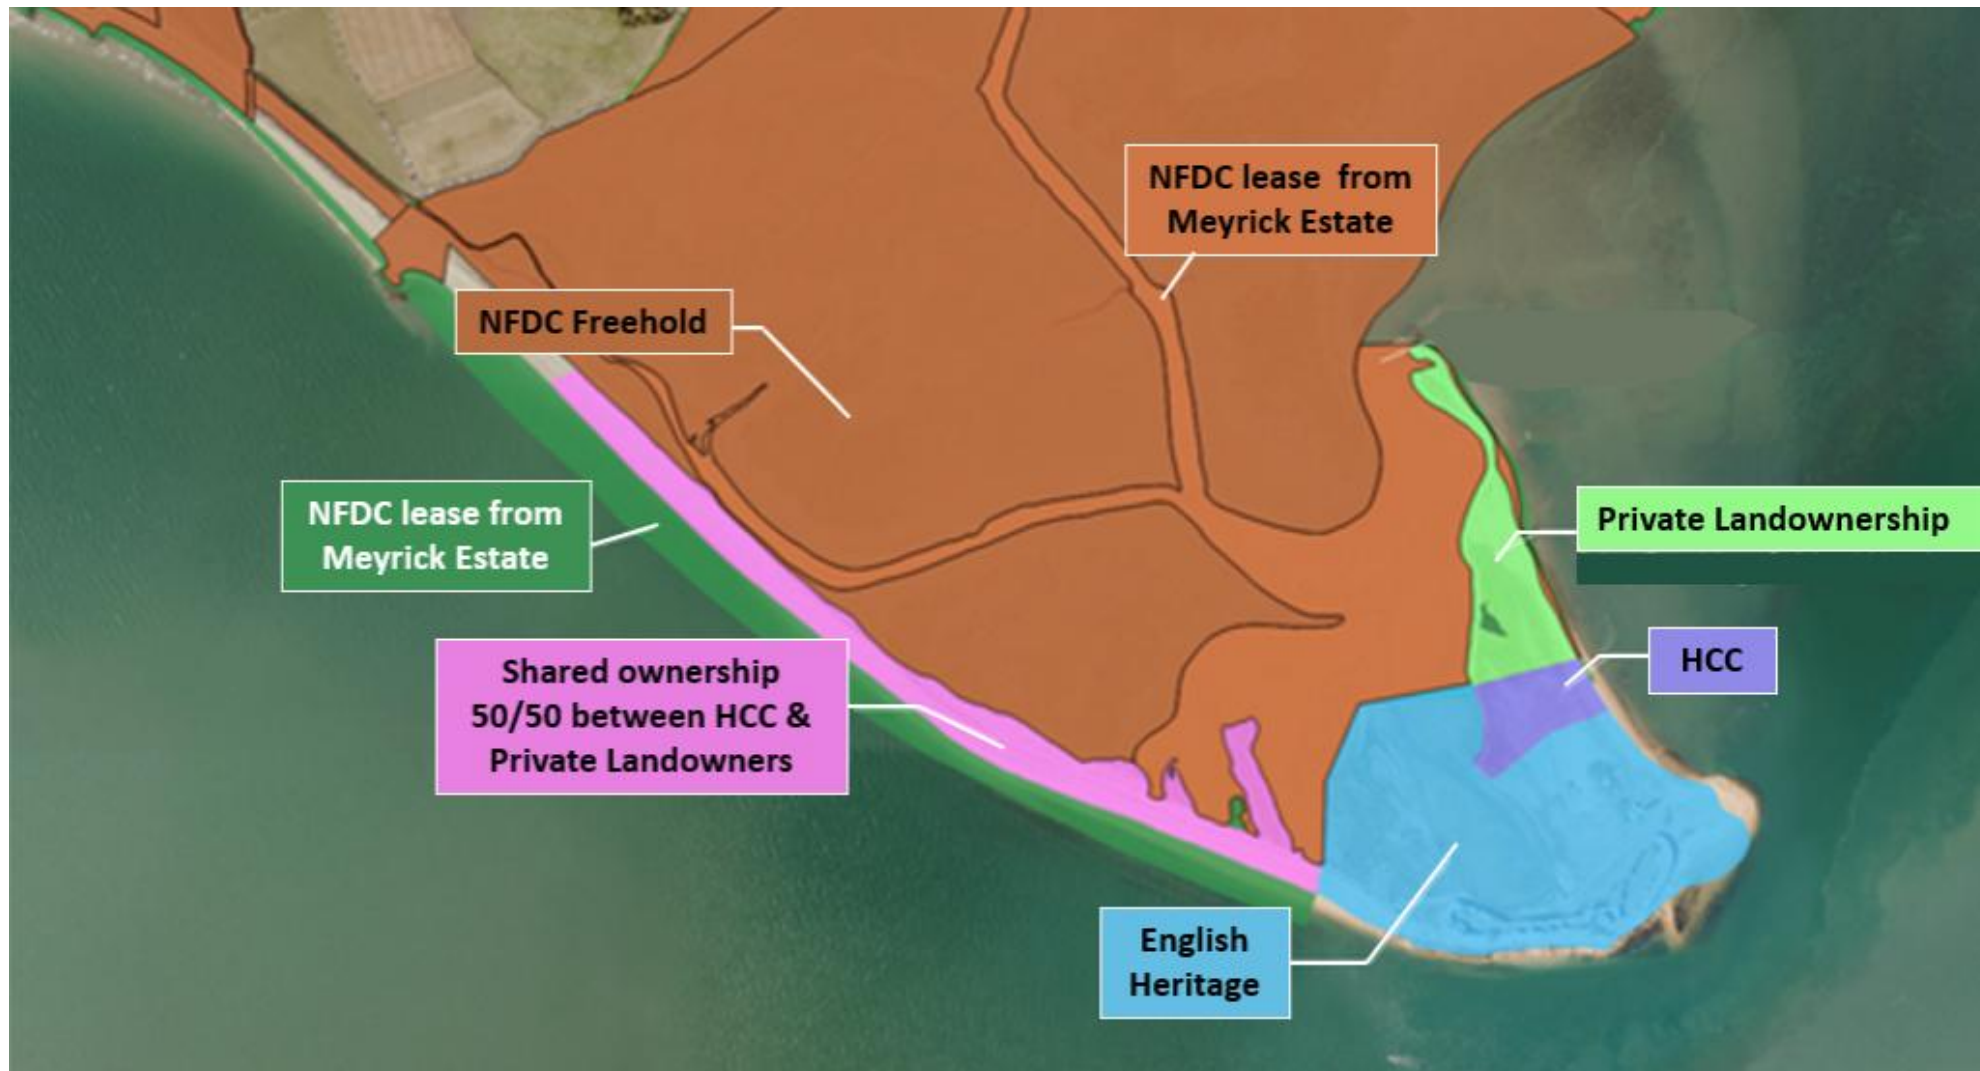 NFDC lease from
Meyrick Estate
NFDC Freehold
NFDC lease from
Meyrick Estate
Private Landownership
HCC
Shared ownership
50/50 between HCC &
Private Landowners
English
Heritage